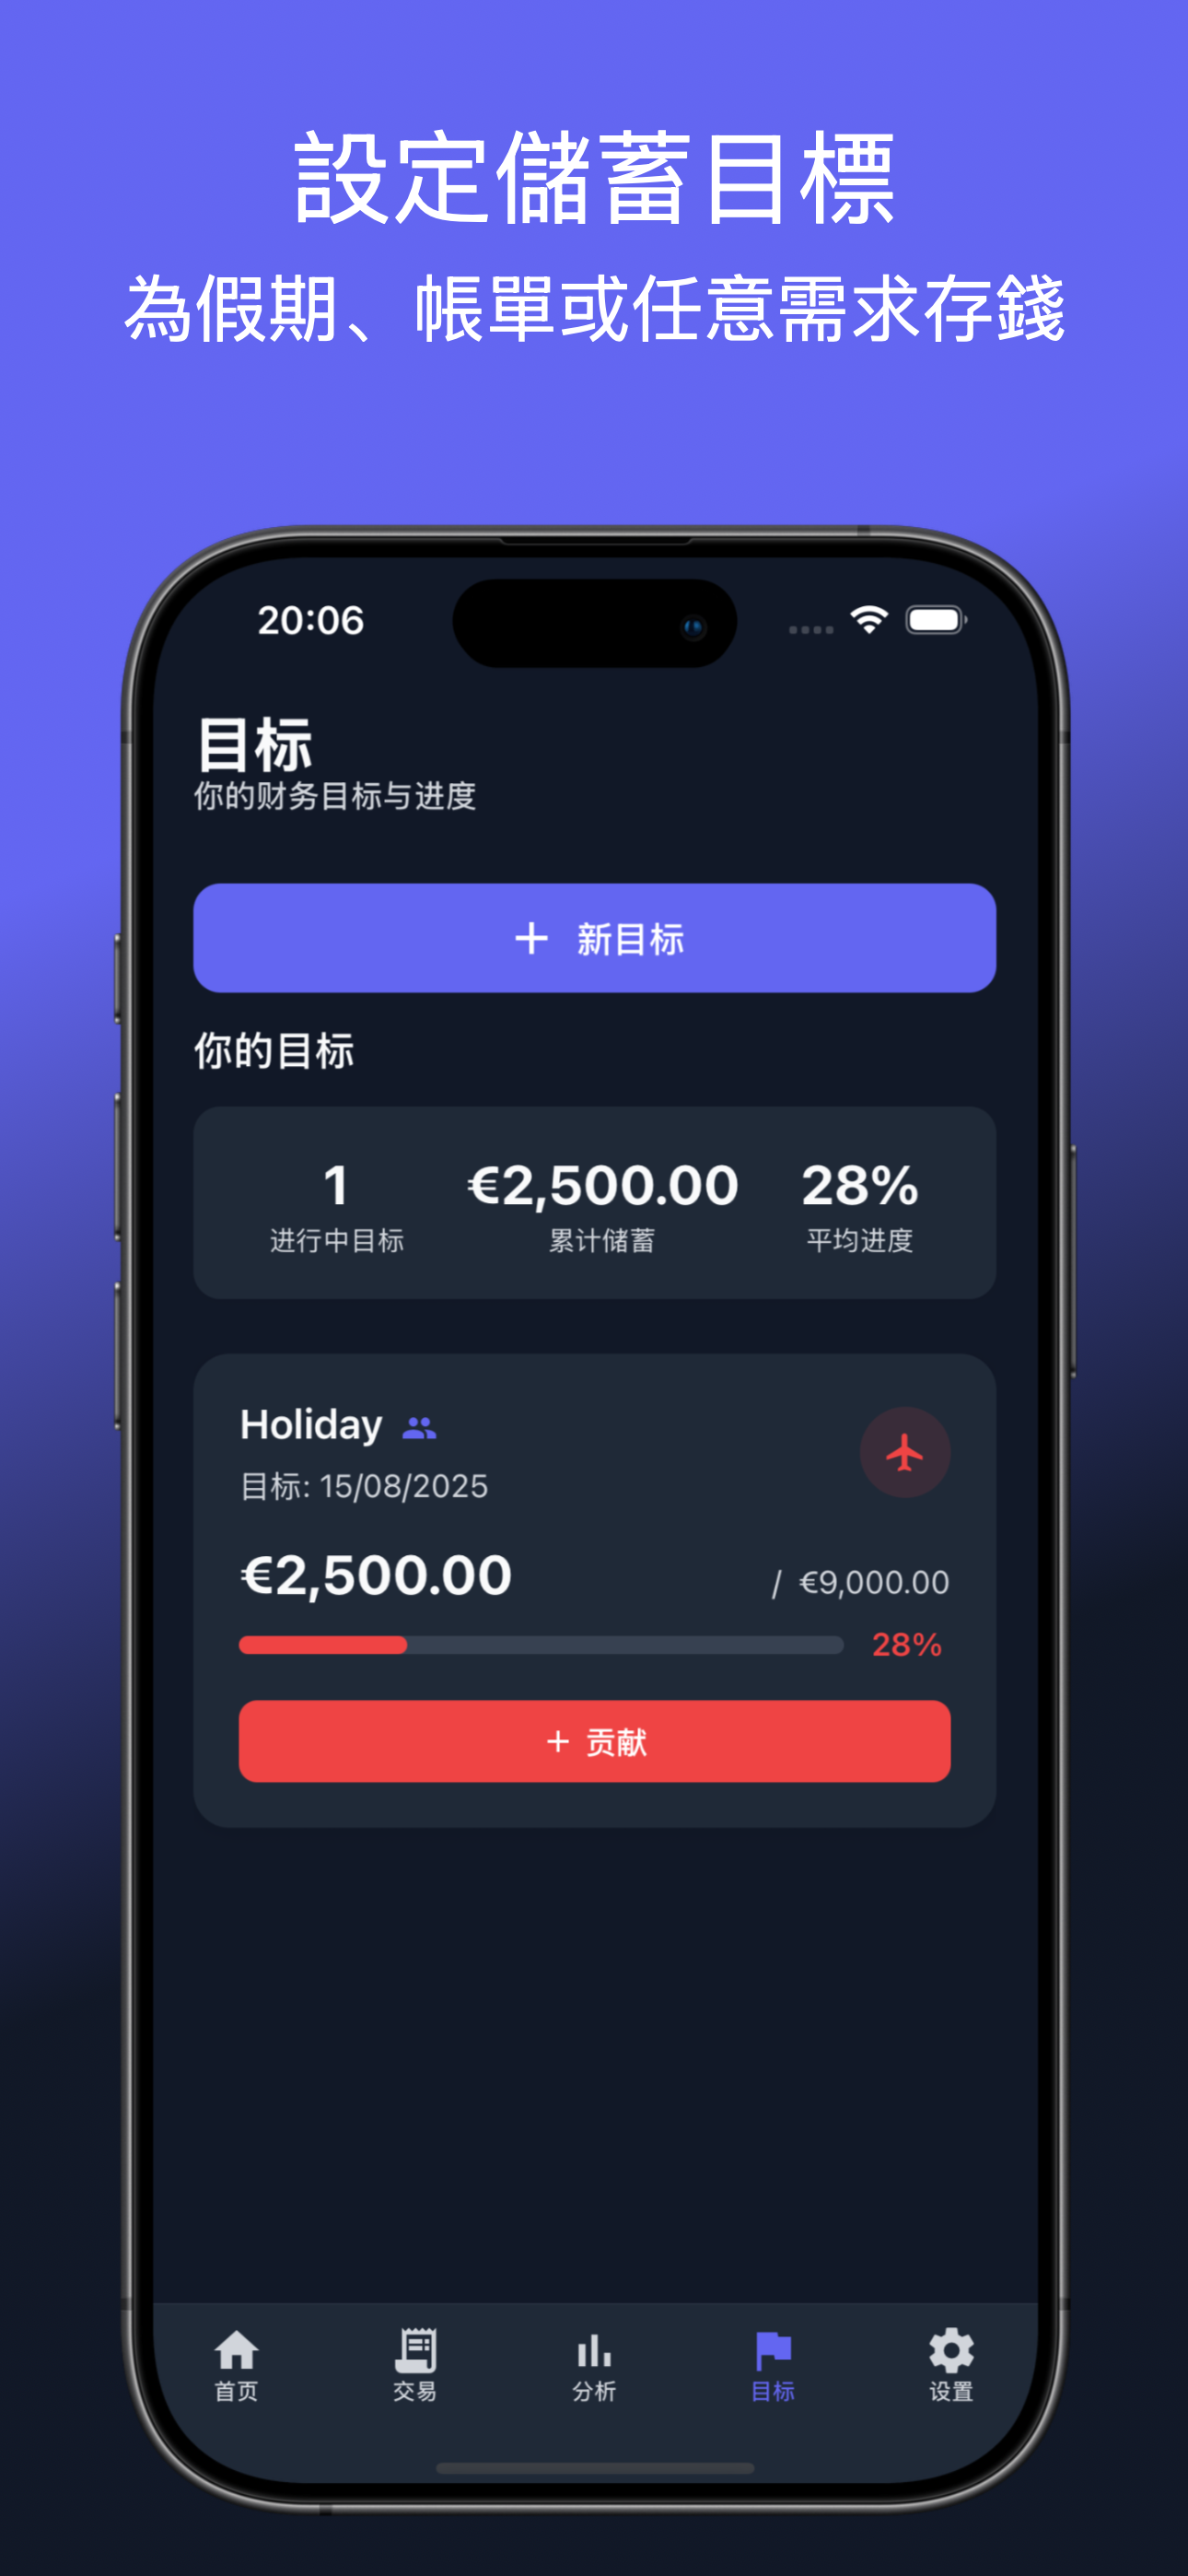 設定儲蓄目標
為假期、帳單或任意需求存錢
20:06
目标
你的财务目标与进度
+ 新目标
你的目标
1 €2,500.00 28%
进行中目标 累计储蓄 平均进度
Holiday
目标: 15/08/2025
€2,500.00 / €9,000.00
28%
+ 贡献
首页 交易 分析 目标 设置